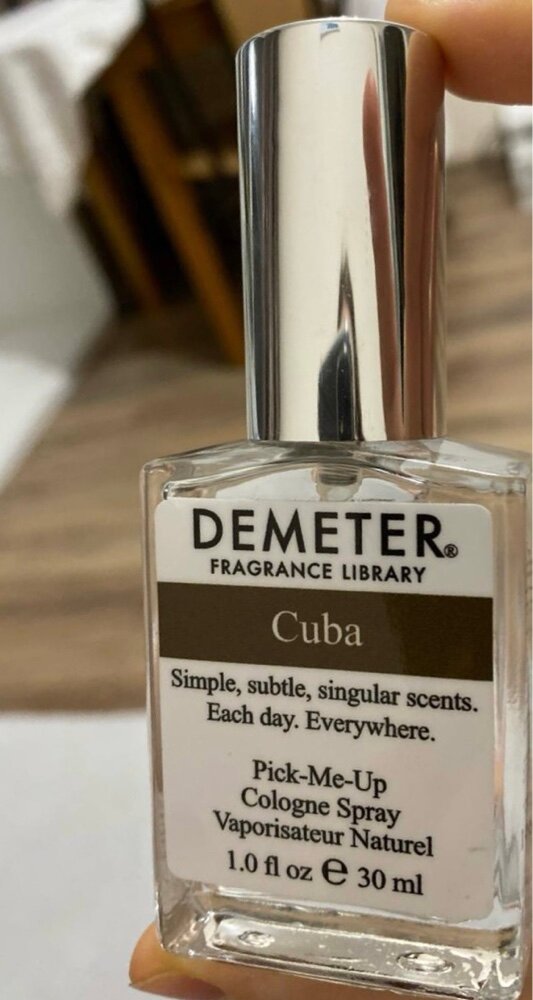 DEMETER®
FRAGRANCE LIBRARY
Cuba
Simple, subtle, singular scents.
Each day. Everywhere.
Pick-Me-Up
Cologne Spray
Vaporisateur Naturel
1.0 fl oz ℮ 30 ml